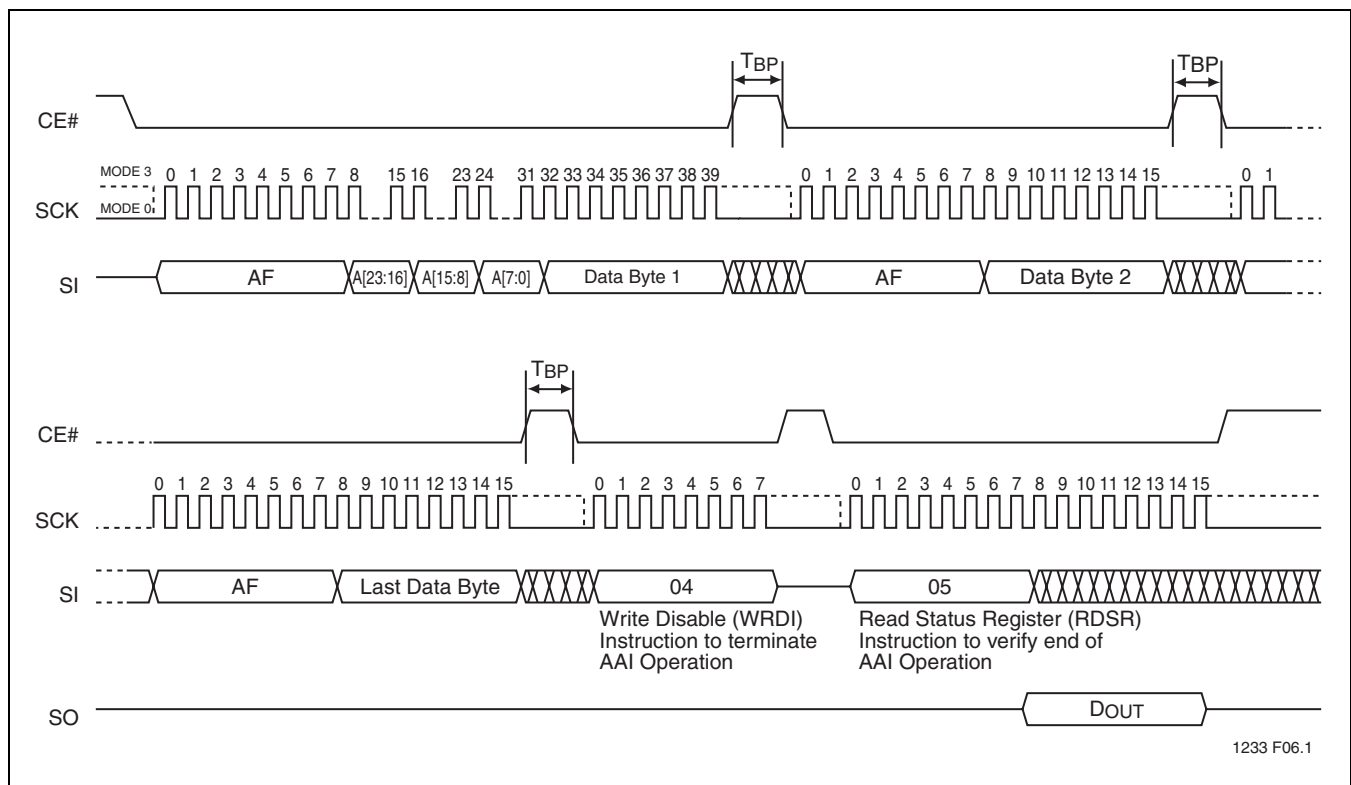 TBP TBP
CE#
MODE 3 0 1 2 3 4 5 6 7 8 15 16 23 24 31 32 33 34 35 36 37 38 39 0 1 2 3 4 5 6 7 8 9 10 11 12 13 14 15 0 1
MODE 0
SCK
SI AF A[23:16] A[15:8] A[7:0] Data Byte 1 AF Data Byte 2
TBP
CE#
0 1 2 3 4 5 6 7 8 9 10 11 12 13 14 15 0 1 2 3 4 5 6 7 0 1 2 3 4 5 6 7 8 9 10 11 12 13 14 15
SCK
SI AF Last Data Byte 04 05
Write Disable (WRDI)
Instruction to terminate
AAI Operation
Read Status Register (RDSR)
Instruction to verify end of
AAI Operation
SO DOUT
1233 F06.1